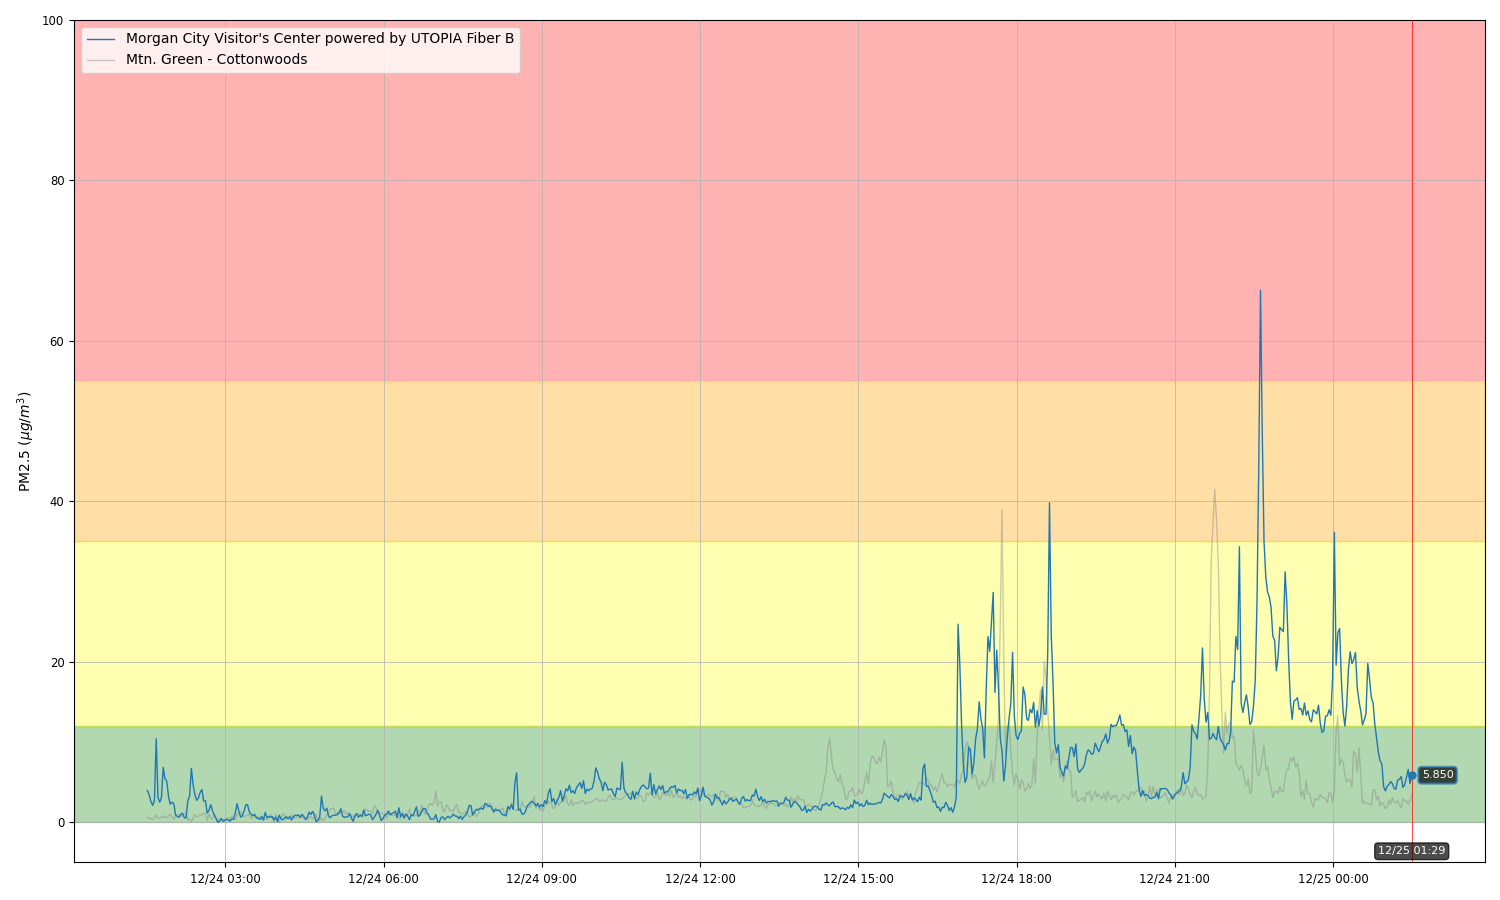 Morgan City Visitor's Center powered by UTOPIA Fiber B
Mtn. Green - Cottonwoods
100
80
60
40
20
0
PM2.5 (μg/m³)
5.850
12/25 01:29
12/24 03:00 12/24 06:00 12/24 09:00 12/24 12:00 12/24 15:00 12/24 18:00 12/24 21:00 12/25 00:00